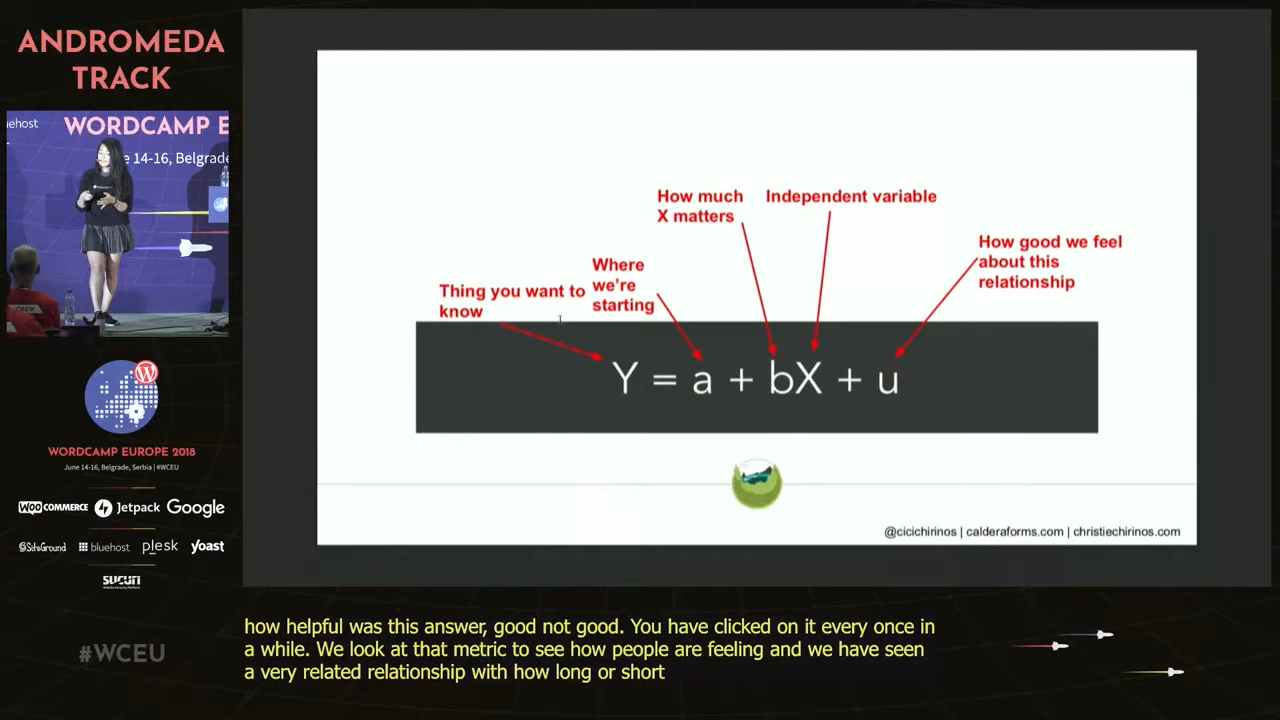 ANDROMEDA
TRACK
uehost
WORDCAMP E
e 14-16, Belgrade
WORDCAMP EUROPE 2018
June 14-16, Belgrade, Serbia | #WCEU
WOO COMMERCE
Jetpack
Google
SiteGround
bluehost
plesk
yoast
SUCURI
#WCEU
How much
X matters
Independent variable
How good we feel
about this
relationship
Where
we're
starting
Thing you want to
know
Y = a + bX + u
@cicichirinos | calderaforms.com | christiechirinos.com
how helpful was this answer, good not good. You have clicked on it every once in
a while. We look at that metric to see how people are feeling and we have seen
a very related relationship with how long or short